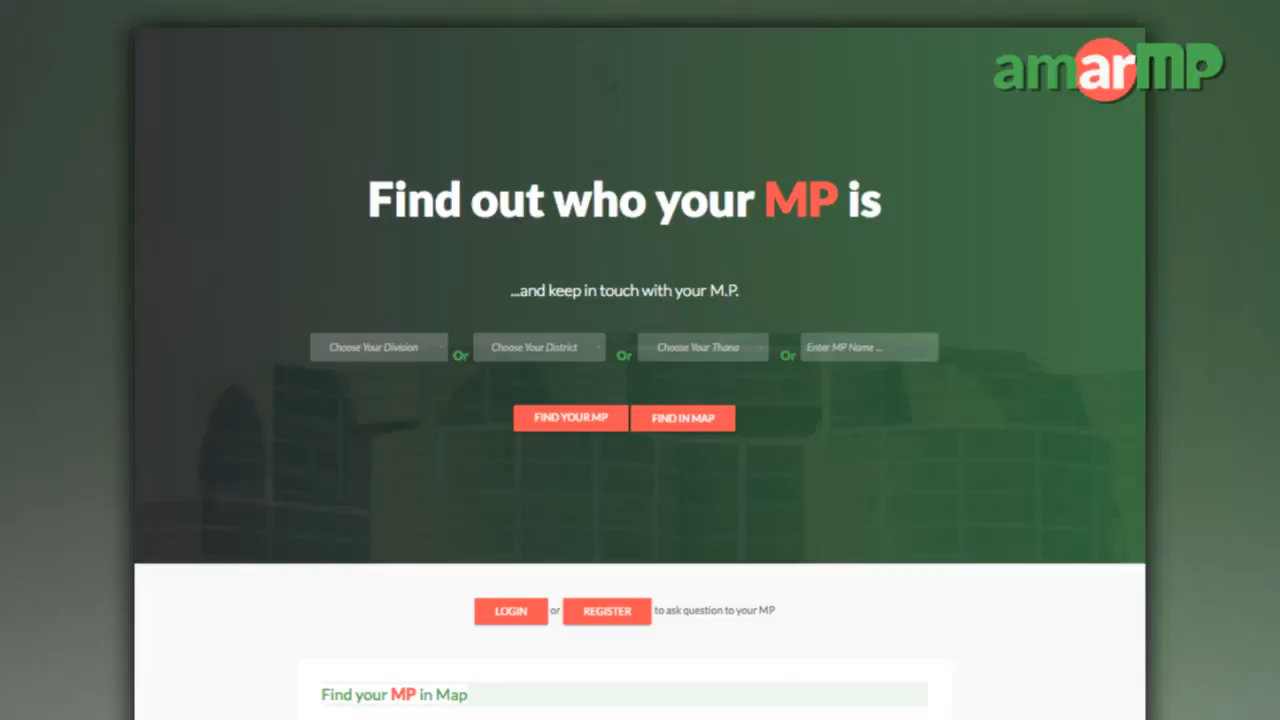 amarMP
Find out who your MP is
...and keep in touch with your M.P.
Choose Your Division Or Choose Your District Or Choose Your Thana Or Enter MP Name ...
FIND YOUR MP FIND IN MAP
LOGIN or REGISTER to ask question to your MP
Find your MP in Map